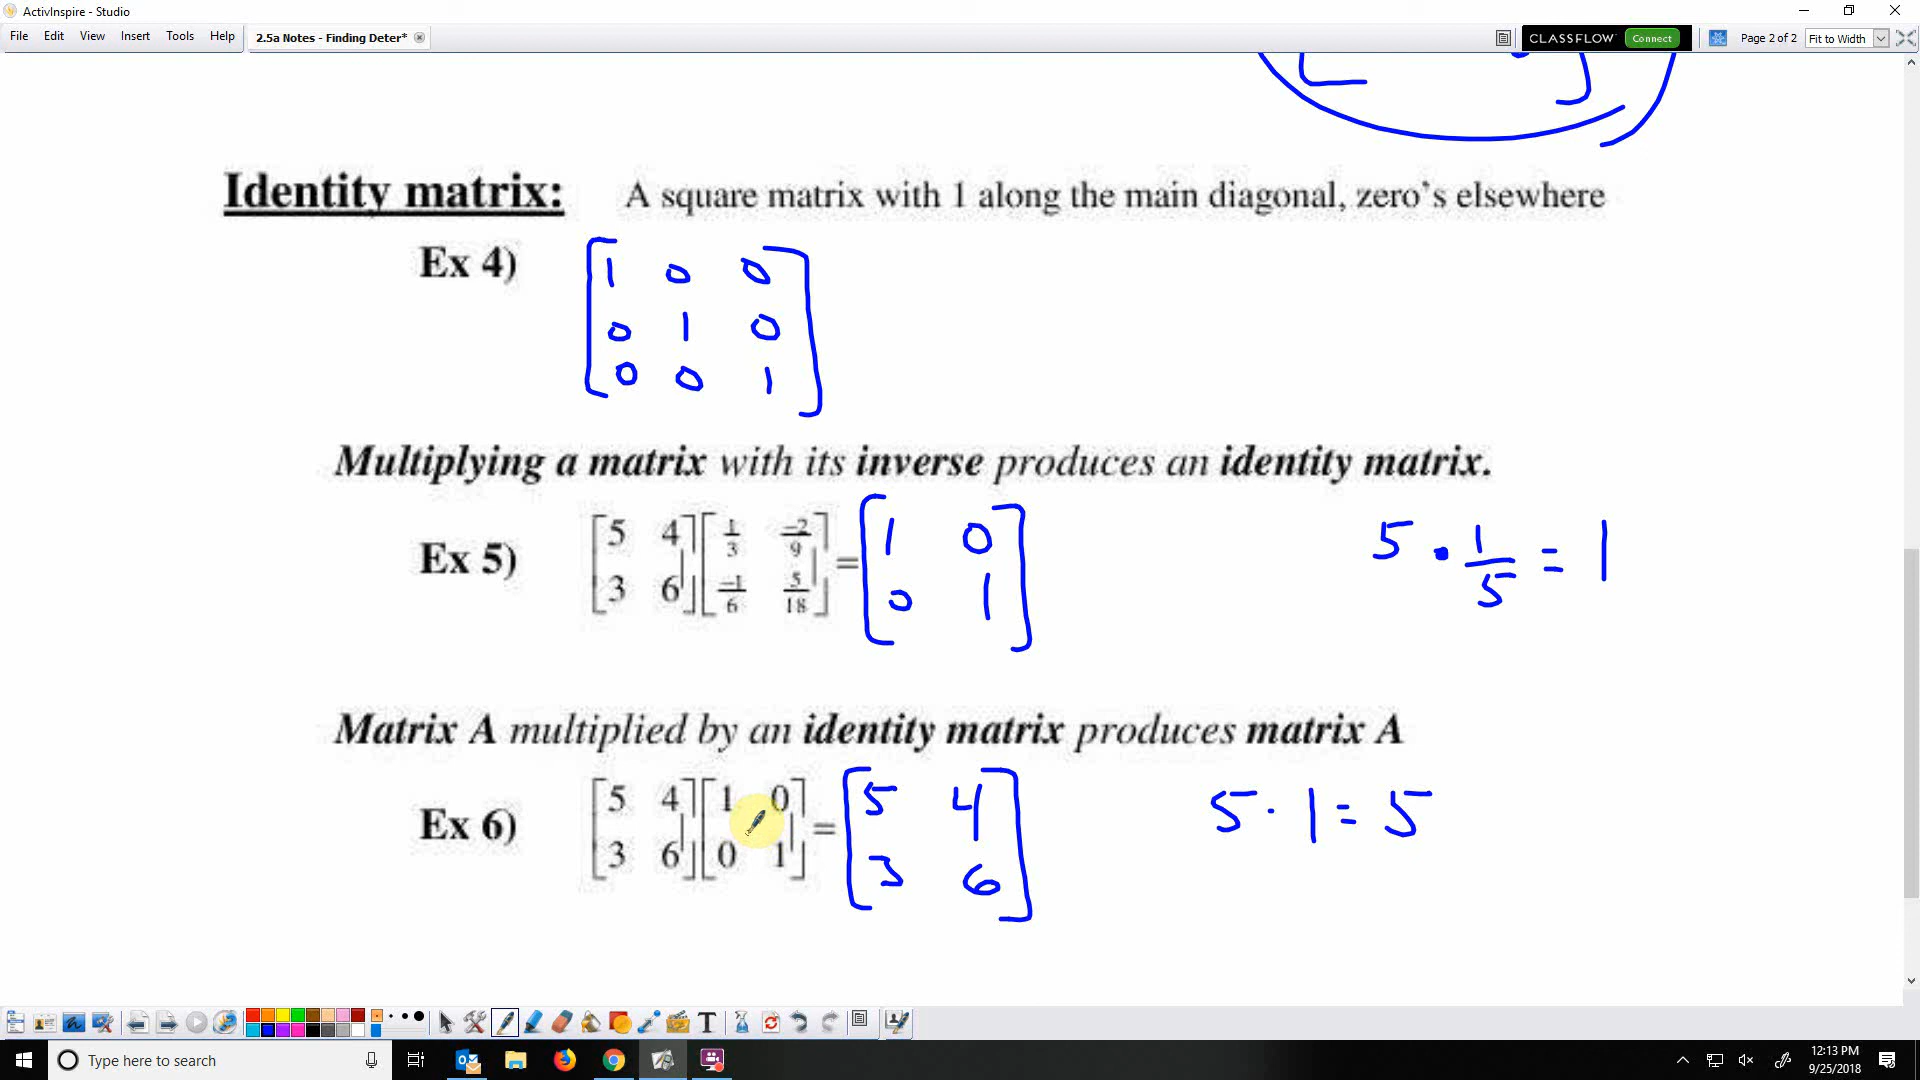 ActivInspire - Studio
File Edit View Insert Tools Help 2.5a Notes - Finding Deter* CLASSFLOW Connect Page 2 of 2 Fit to Width
Identity matrix: A square matrix with 1 along the main diagonal, zero's elsewhere
Ex 4)
1 0 0
0 1 0
0 0 1
Multiplying a matrix with its inverse produces an identity matrix.
Ex 5) [5 4 3 6] [1/3 -2/9 -1/6 5/18] = [1 0 0 1] 5 · 1/5 = 1
Matrix A multiplied by an identity matrix produces matrix A
Ex 6) [5 4 3 6] [1 0 0 1] = [5 4 3 6] 5 · 1 = 5
Type here to search
12:13 PM
9/25/2018